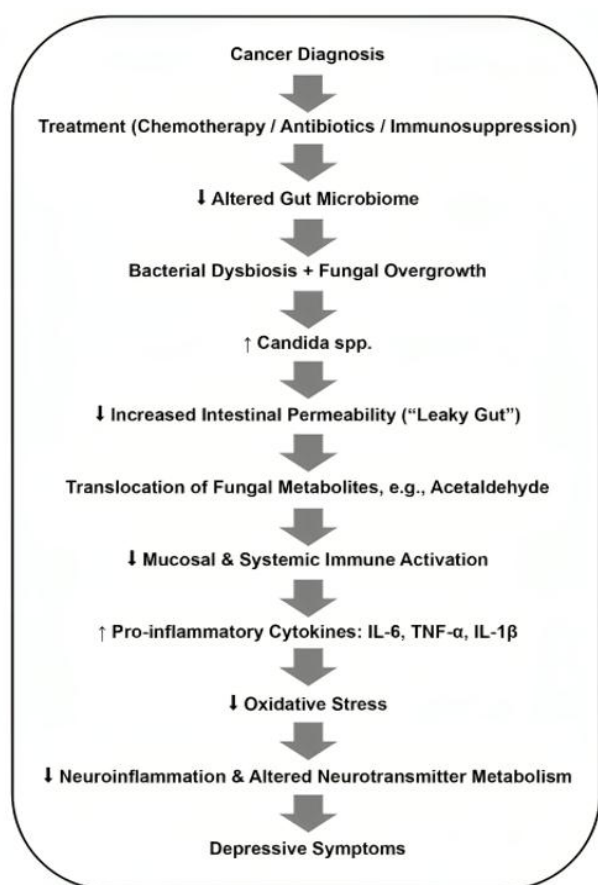 Cancer Diagnosis
Treatment (Chemotherapy / Antibiotics / Immunosuppression)
⬇ Altered Gut Microbiome
Bacterial Dysbiosis + Fungal Overgrowth
↑ Candida spp.
⬇ Increased Intestinal Permeability (“Leaky Gut”)
Translocation of Fungal Metabolites, e.g., Acetaldehyde
⬇ Mucosal & Systemic Immune Activation
↑ Pro-inflammatory Cytokines: IL-6, TNF-α, IL-1β
⬇ Oxidative Stress
⬇ Neuroinflammation & Altered Neurotransmitter Metabolism
Depressive Symptoms